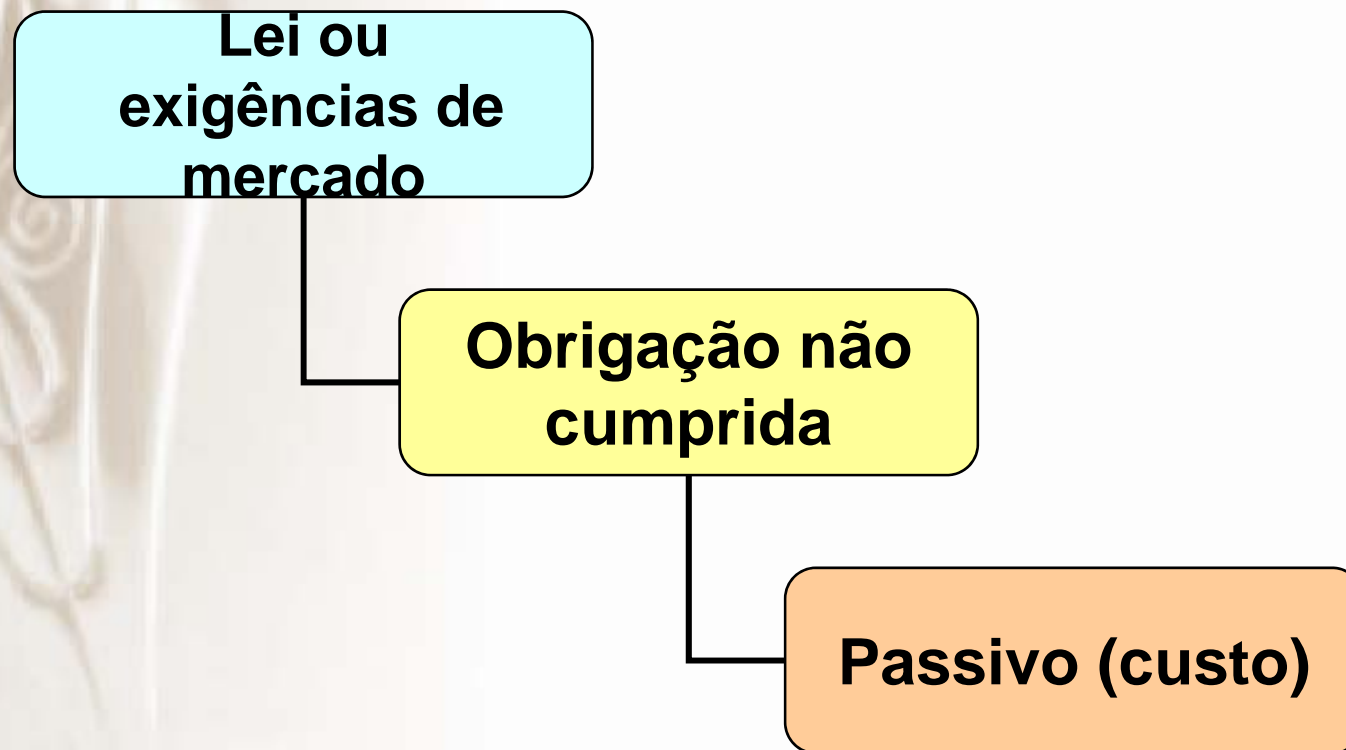 Lei ou
exigências de
mercado
Obrigação não
cumprida
Passivo (custo)